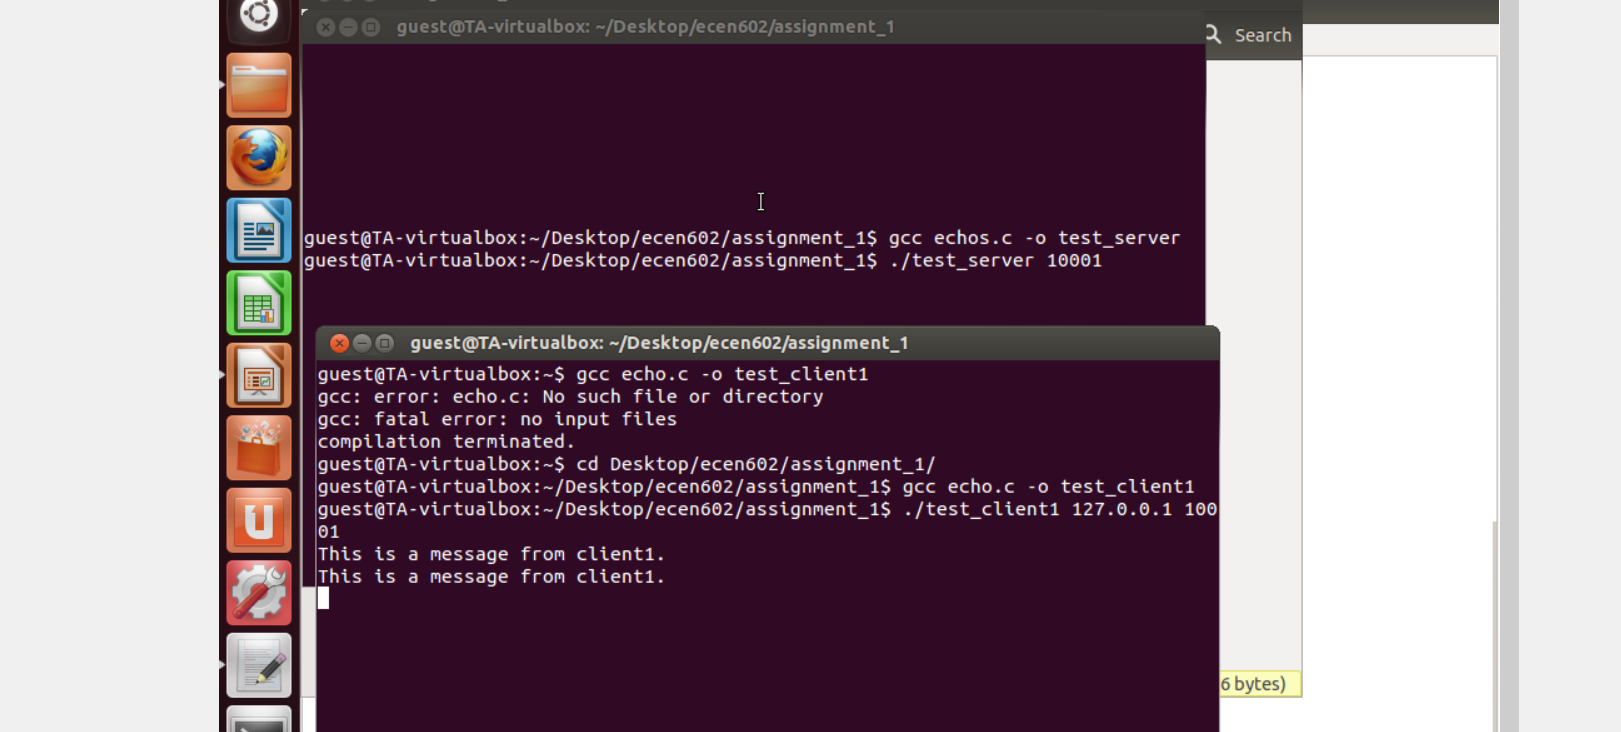 guest@TA-virtualbox: ~/Desktop/ecen602/assignment_1
Search
guest@TA-virtualbox:~/Desktop/ecen602/assignment_1$ gcc echos.c -o test_server
guest@TA-virtualbox:~/Desktop/ecen602/assignment_1$ ./test_server 10001
guest@TA-virtualbox: ~/Desktop/ecen602/assignment_1
guest@TA-virtualbox:~$ gcc echo.c -o test_client1
gcc: error: echo.c: No such file or directory
gcc: fatal error: no input files
compilation terminated.
guest@TA-virtualbox:~$ cd Desktop/ecen602/assignment_1/
guest@TA-virtualbox:~/Desktop/ecen602/assignment_1$ gcc echo.c -o test_client1
guest@TA-virtualbox:~/Desktop/ecen602/assignment_1$ ./test_client1 127.0.0.1 100
01
This is a message from client1.
This is a message from client1.
6 bytes)